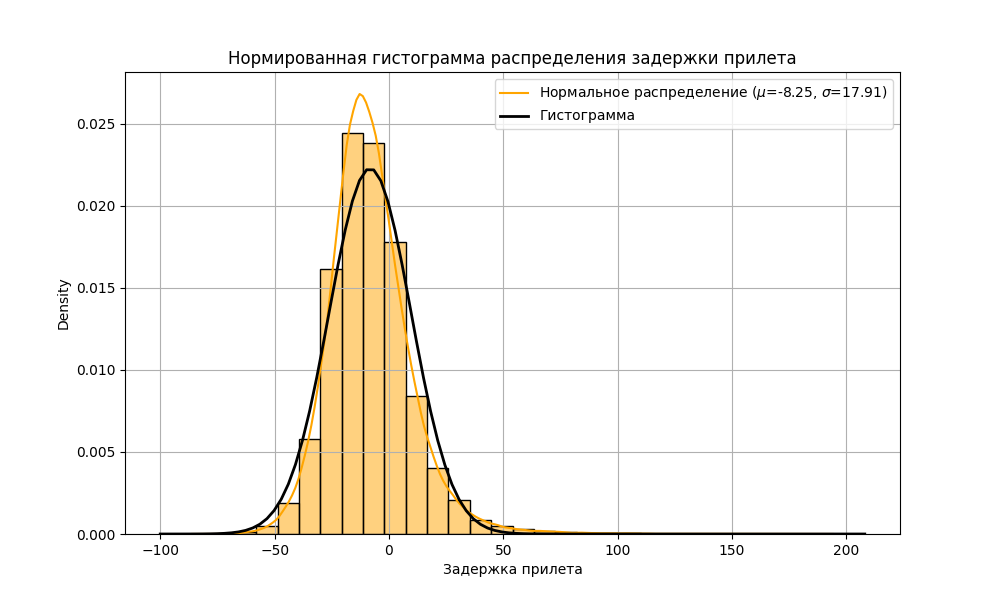 Нормированная гистограмма распределения задержки прилета
Нормальное распределение (μ=-8.25, σ=17.91)
Гистограмма
0.025
0.020
0.015
0.010
0.005
0.000
Density
−100
−50
0
50
100
150
200
Задержка прилета